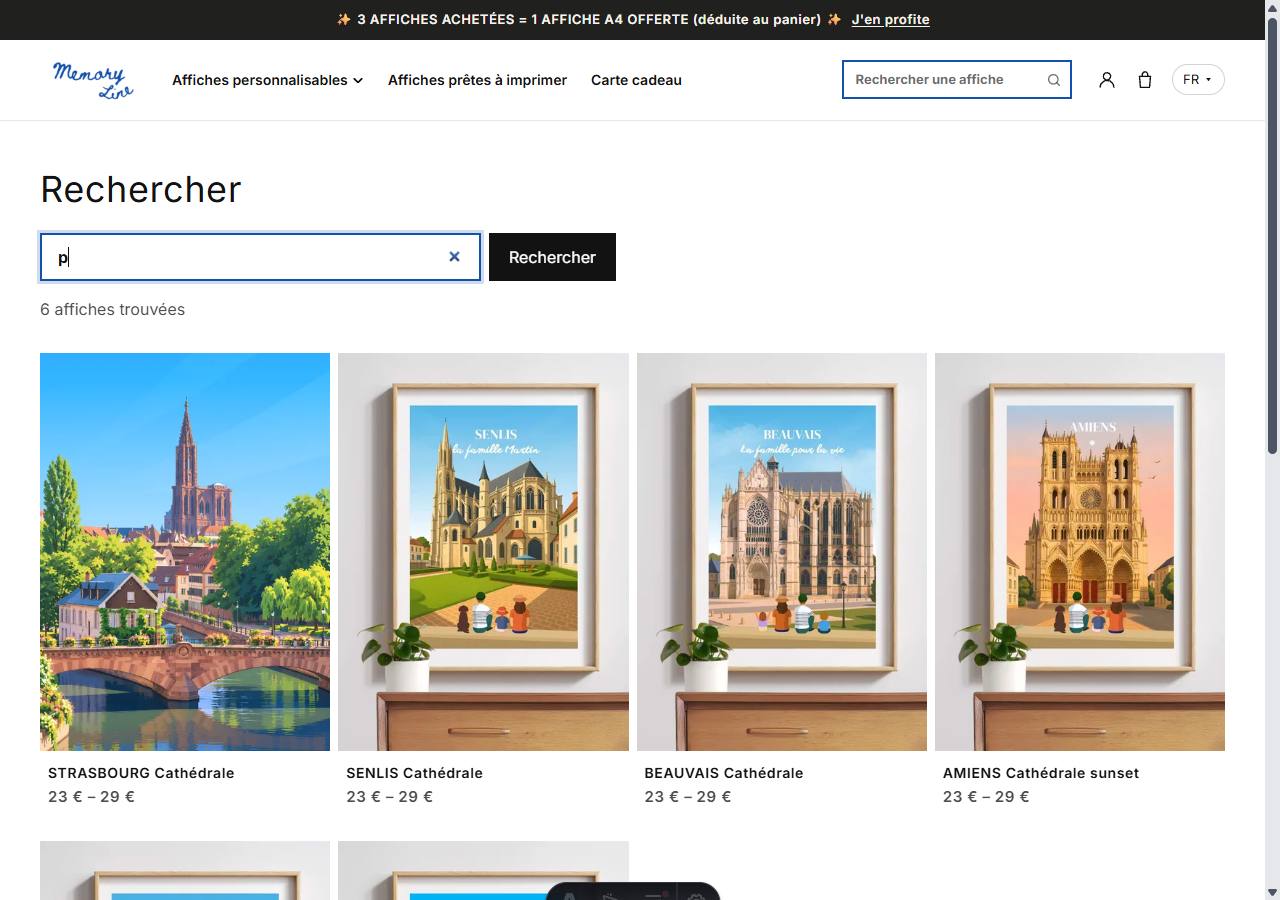 ✨ 3 AFFICHES ACHETÉES = 1 AFFICHE A4 OFFERTE (déduite au panier) ✨ J'en profite
Memory Line
Affiches personnalisables
Affiches prêtes à imprimer
Carte cadeau
Rechercher une affiche
FR
Rechercher
p
Rechercher
6 affiches trouvées
SENLIS
la famille Martin
BEAUVAIS
La famille pour la vie
AMIENS
STRASBOURG Cathédrale
23 € – 29 €
SENLIS Cathédrale
23 € – 29 €
BEAUVAIS Cathédrale
23 € – 29 €
AMIENS Cathédrale sunset
23 € – 29 €